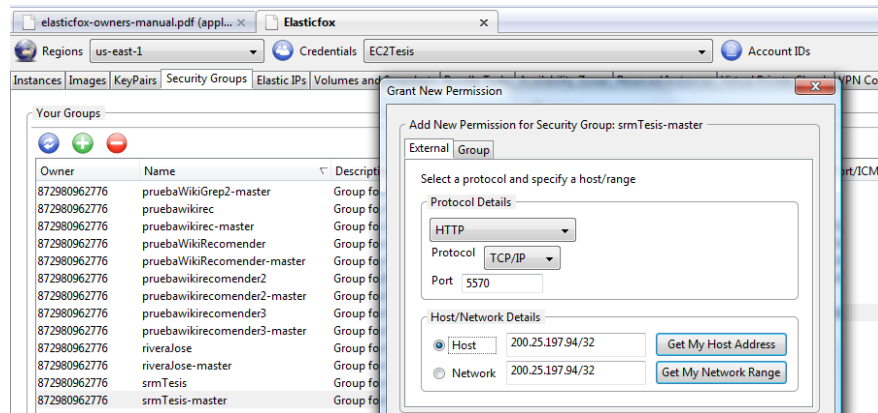 elasticfox-owners-manual.pdf (appl... × Elasticfox ×
Regions us-east-1 Credentials EC2Tesis Account IDs
Instances Images KeyPairs Security Groups Elastic IPs Volumes and VPN Co
Grant New Permission
Your Groups
Add New Permission for Security Group: srmTesis-master
External Group
Owner Name Descripti ort/ICM
Select a protocol and specify a host/range
872980962776 pruebaWikiGrep2-master Group fo
Protocol Details
872980962776 pruebawikirec Group fo
872980962776 pruebawikirec-master Group fo
HTTP
872980962776 pruebaWikiRecomender Group fo
Protocol TCP/IP
872980962776 pruebaWikiRecomender-master Group fo
872980962776 pruebawikirecomender2 Group fo
Port 5570
872980962776 pruebawikirecomender2-master Group fo
872980962776 pruebawikirecomender3 Group fo
Host/Network Details
872980962776 pruebawikirecomender3-master Group fo
872980962776 riveraJose Group fo
Host 200.25.197.94/32 Get My Host Address
872980962776 riveraJose-master Group fo
Network 200.25.197.94/32 Get My Network Range
872980962776 srmTesis Group fo
872980962776 srmTesis-master Group fo